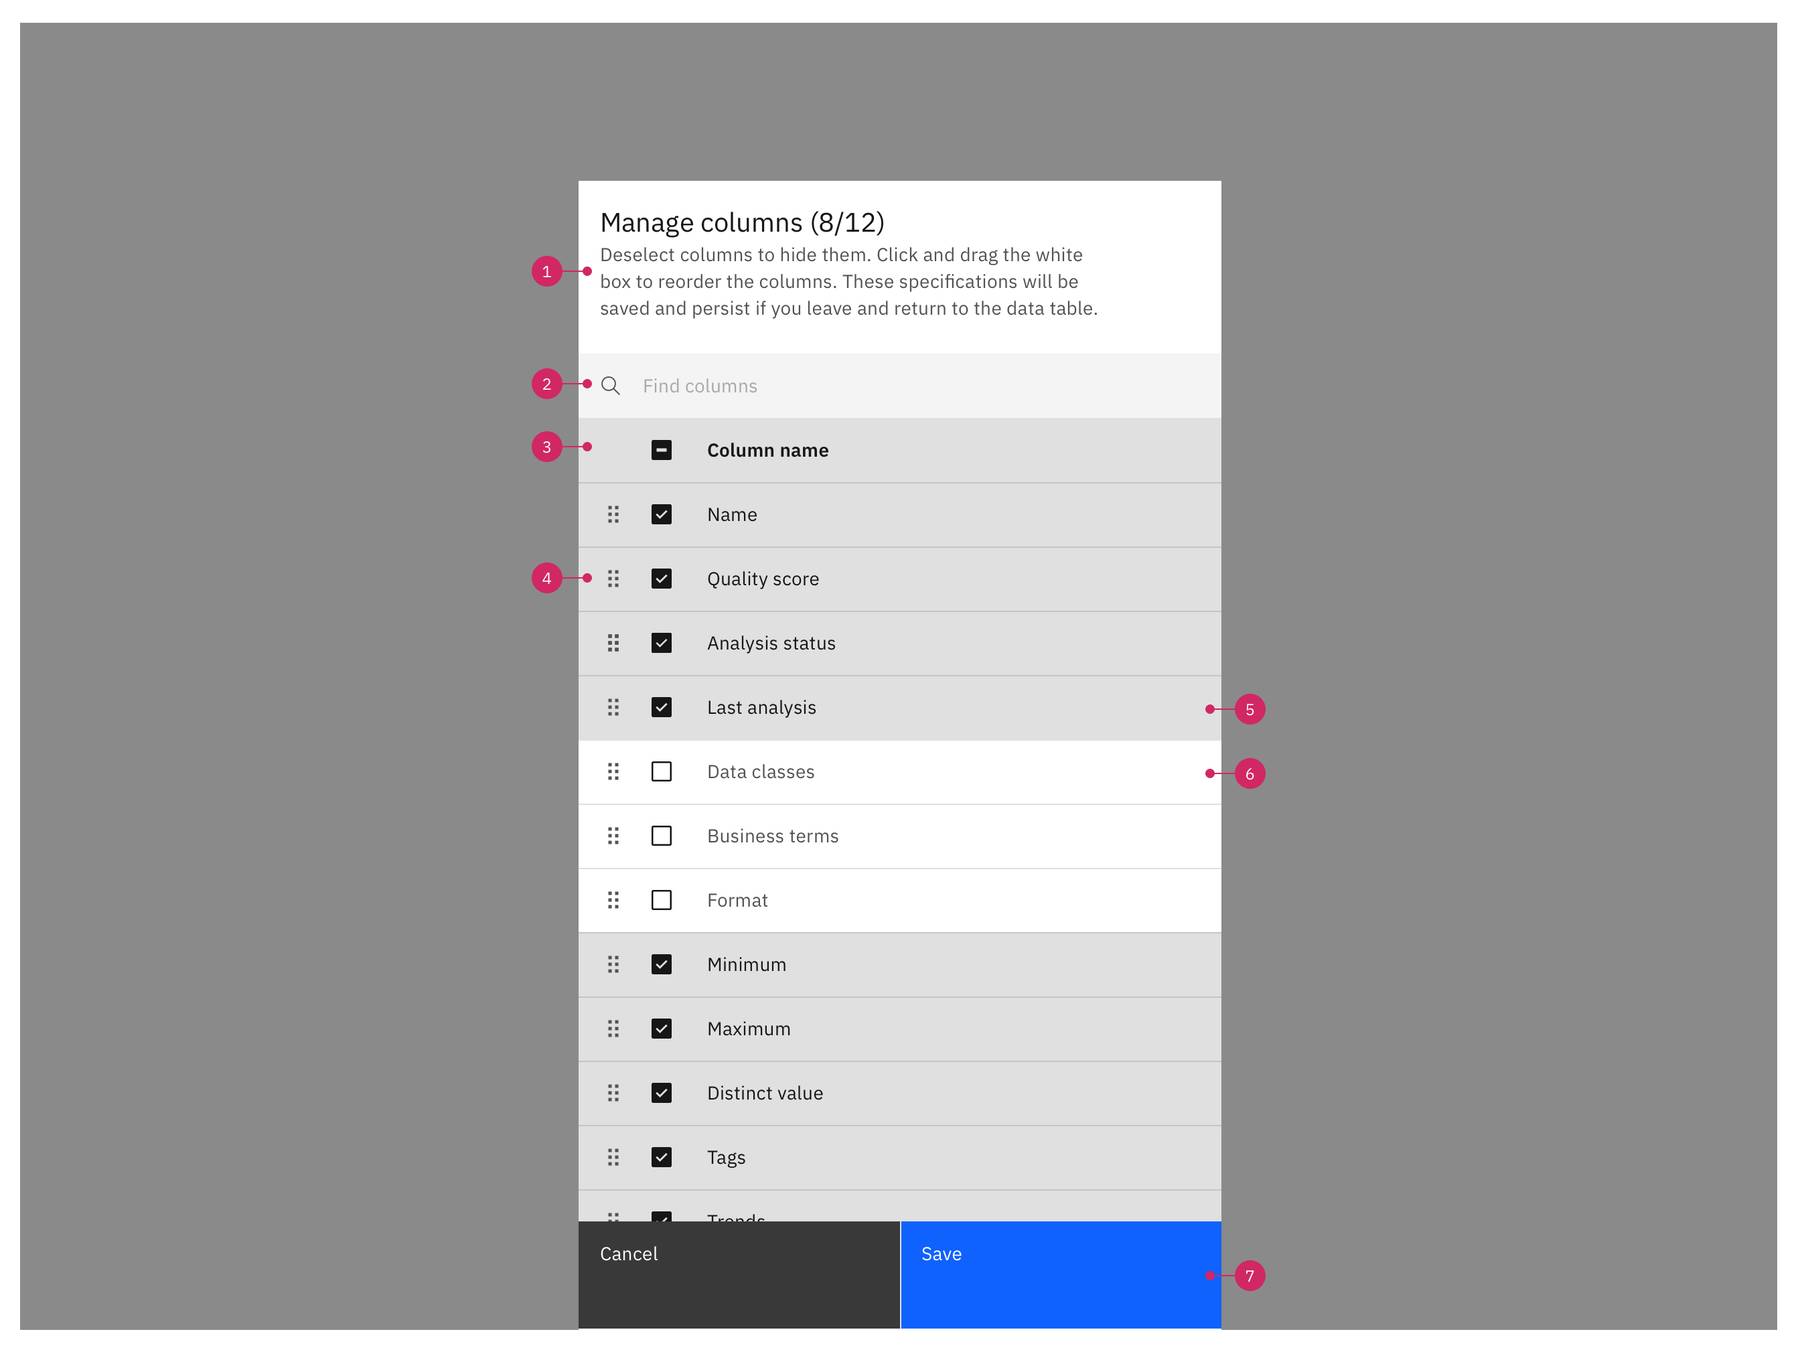 Manage columns (8/12)
Deselect columns to hide them. Click and drag the white
box to reorder the columns. These specifications will be
saved and persist if you leave and return to the data table.
1
2
Find columns
3
Column name
Name
4
Quality score
Analysis status
Last analysis
5
Data classes
6
Business terms
Format
Minimum
Maximum
Distinct value
Tags
Trends
Cancel
Save
7